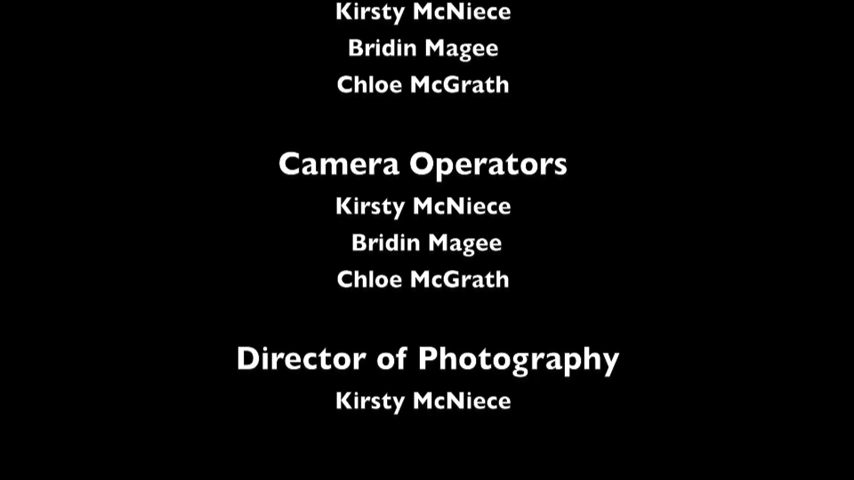 Kirsty McNiece
Bridin Magee
Chloe McGrath
Camera Operators
Kirsty McNiece
Bridin Magee
Chloe McGrath
Director of Photography
Kirsty McNiece